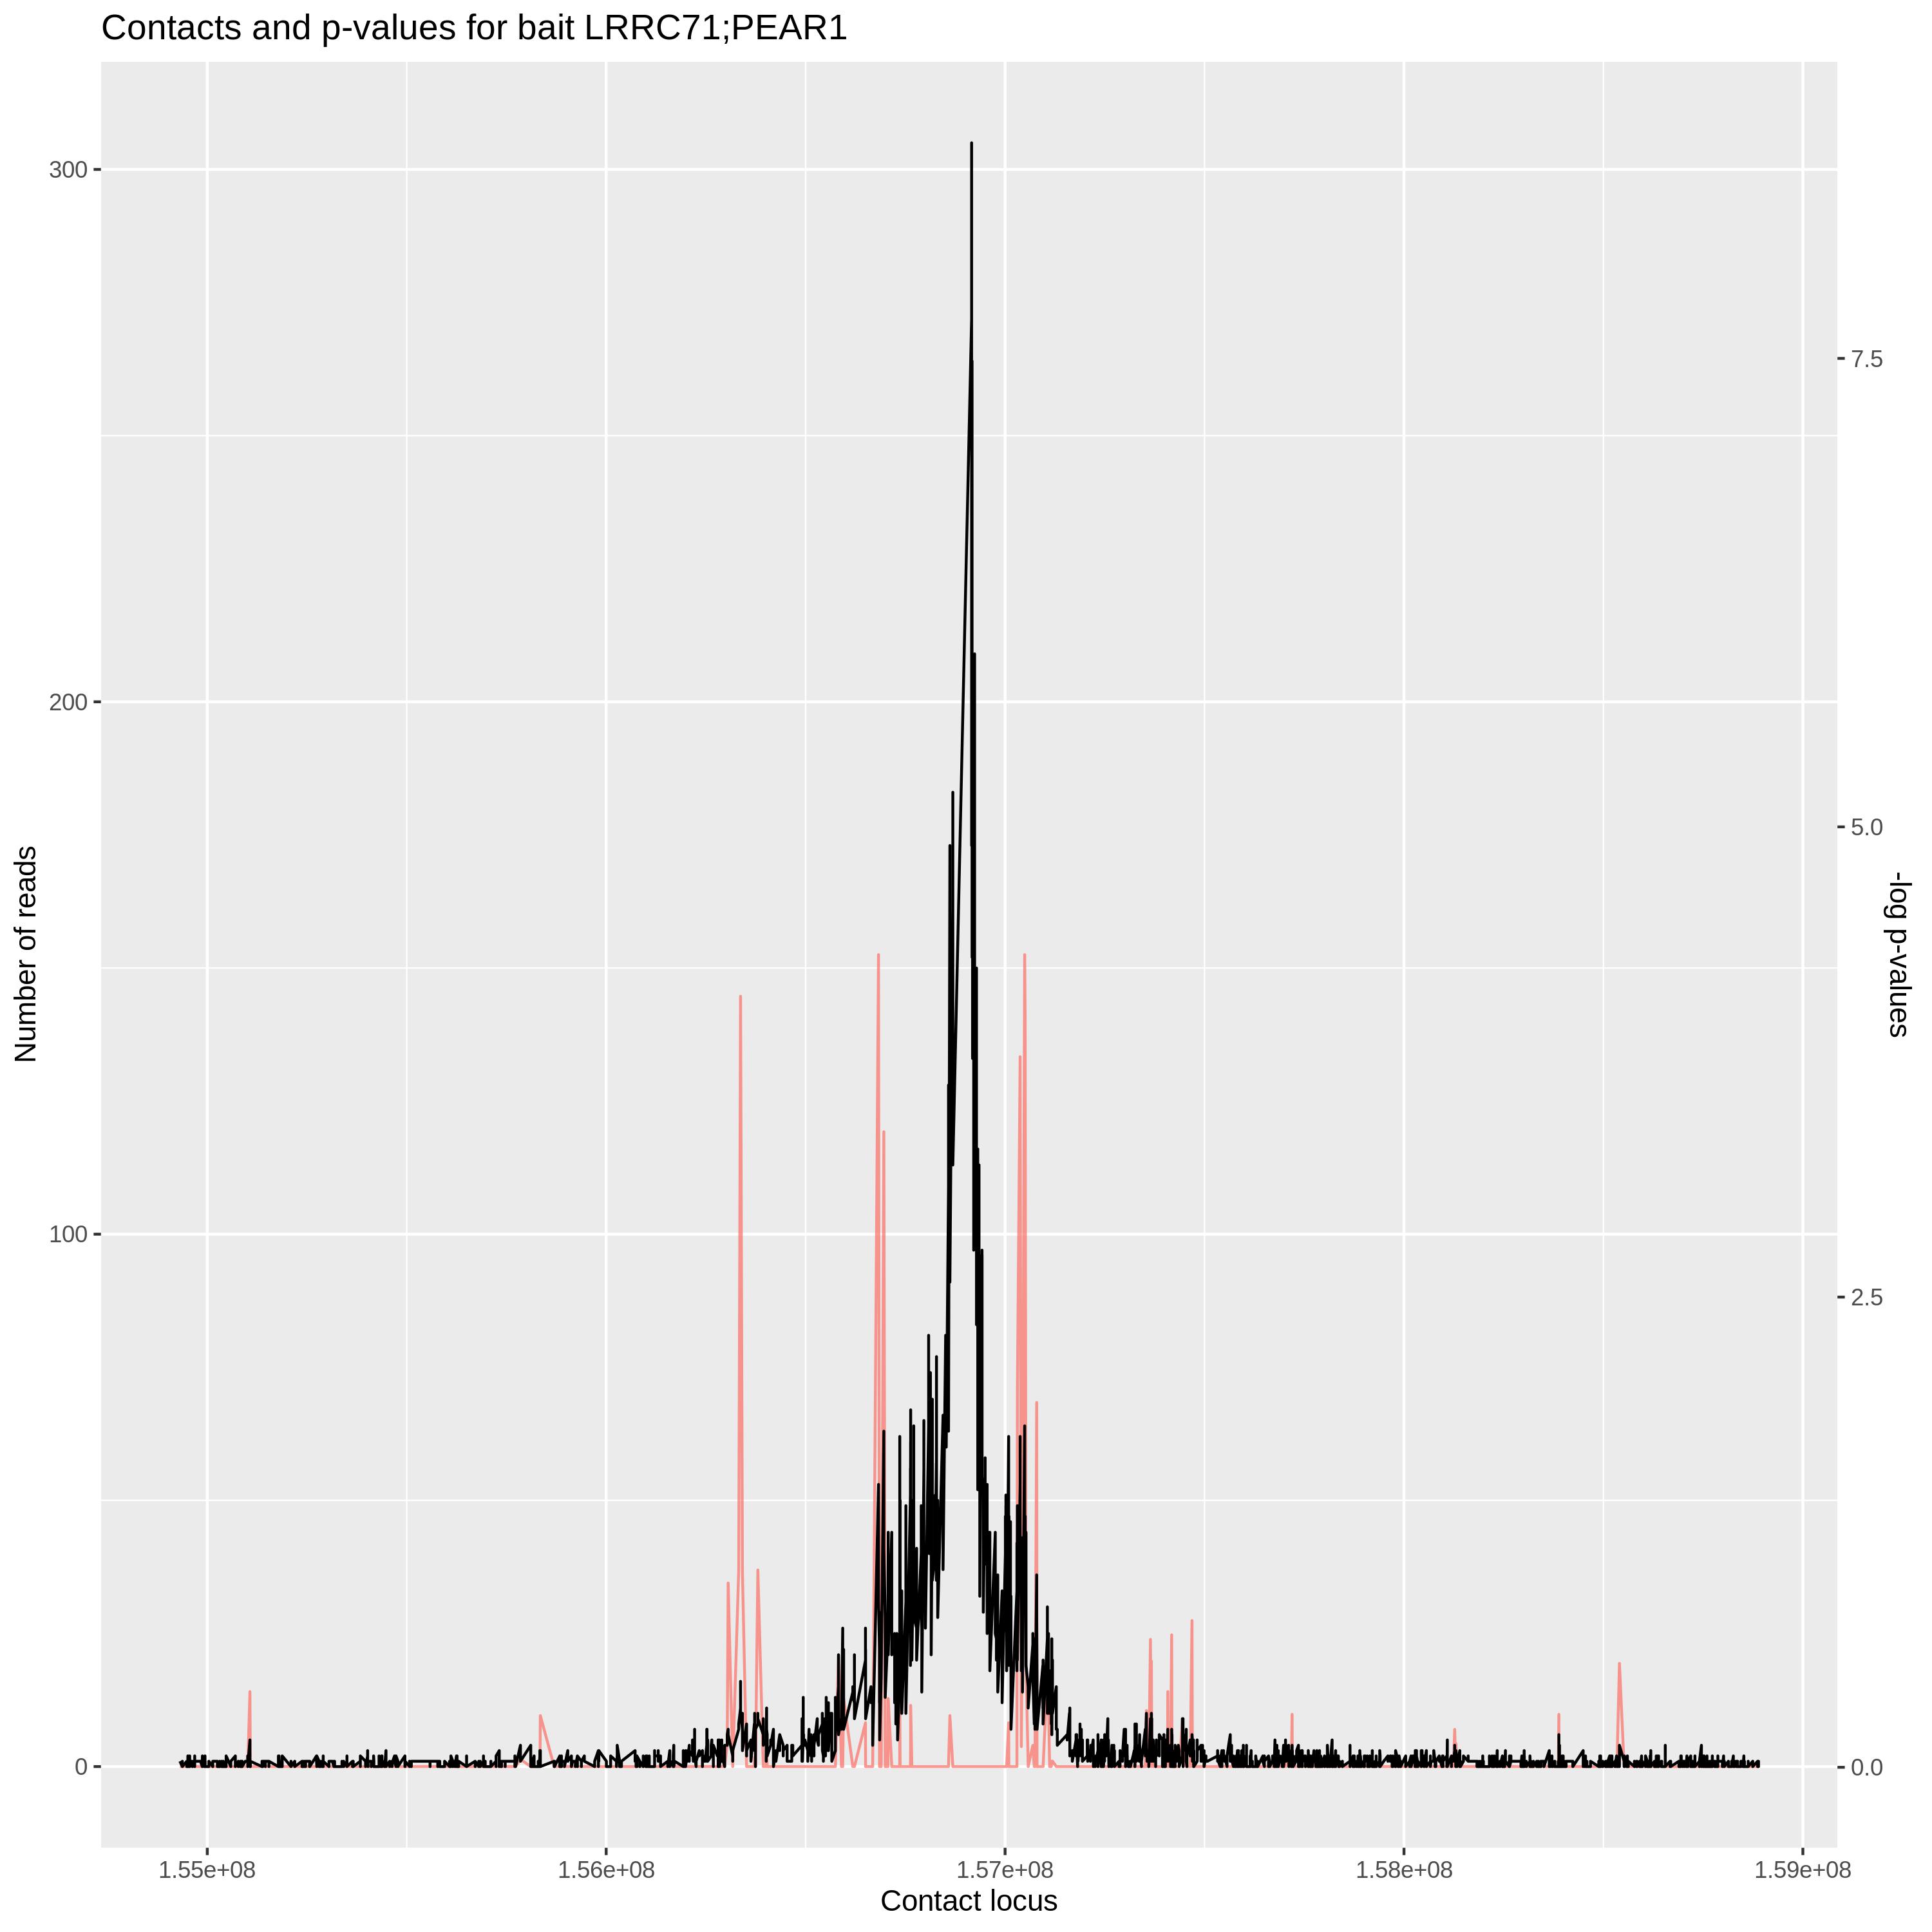 Contacts and p-values for bait LRRC71;PEAR1
300
200
100
0
Number of reads
7.5
5.0
2.5
0.0
-log p-values
1.55e+08
1.56e+08
1.57e+08
1.58e+08
1.59e+08
Contact locus